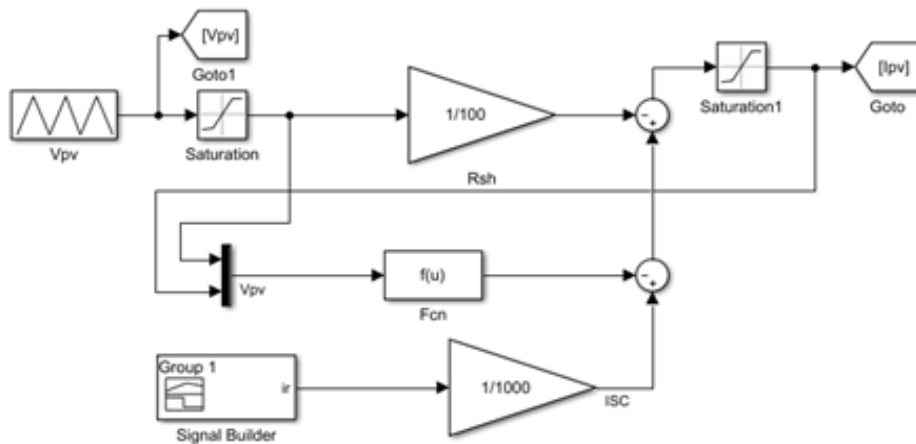 [Vpv]
Goto1
Vpv
Saturation
1/100
Rsh
-
+
Saturation1
[Ipv]
Goto
Vpv
f(u)
Fcn
-
+
Group 1
ir
Signal Builder
1/1000
ISC